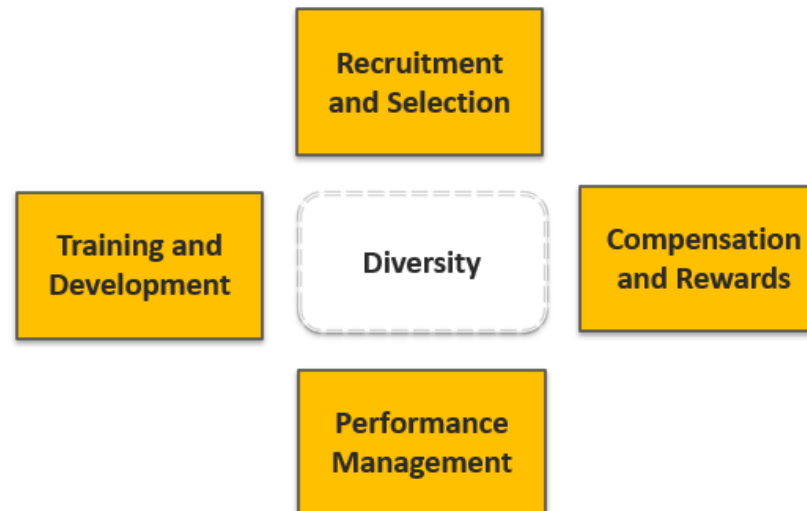 Recruitment
and Selection
Training and
Development
Diversity
Compensation
and Rewards
Performance
Management